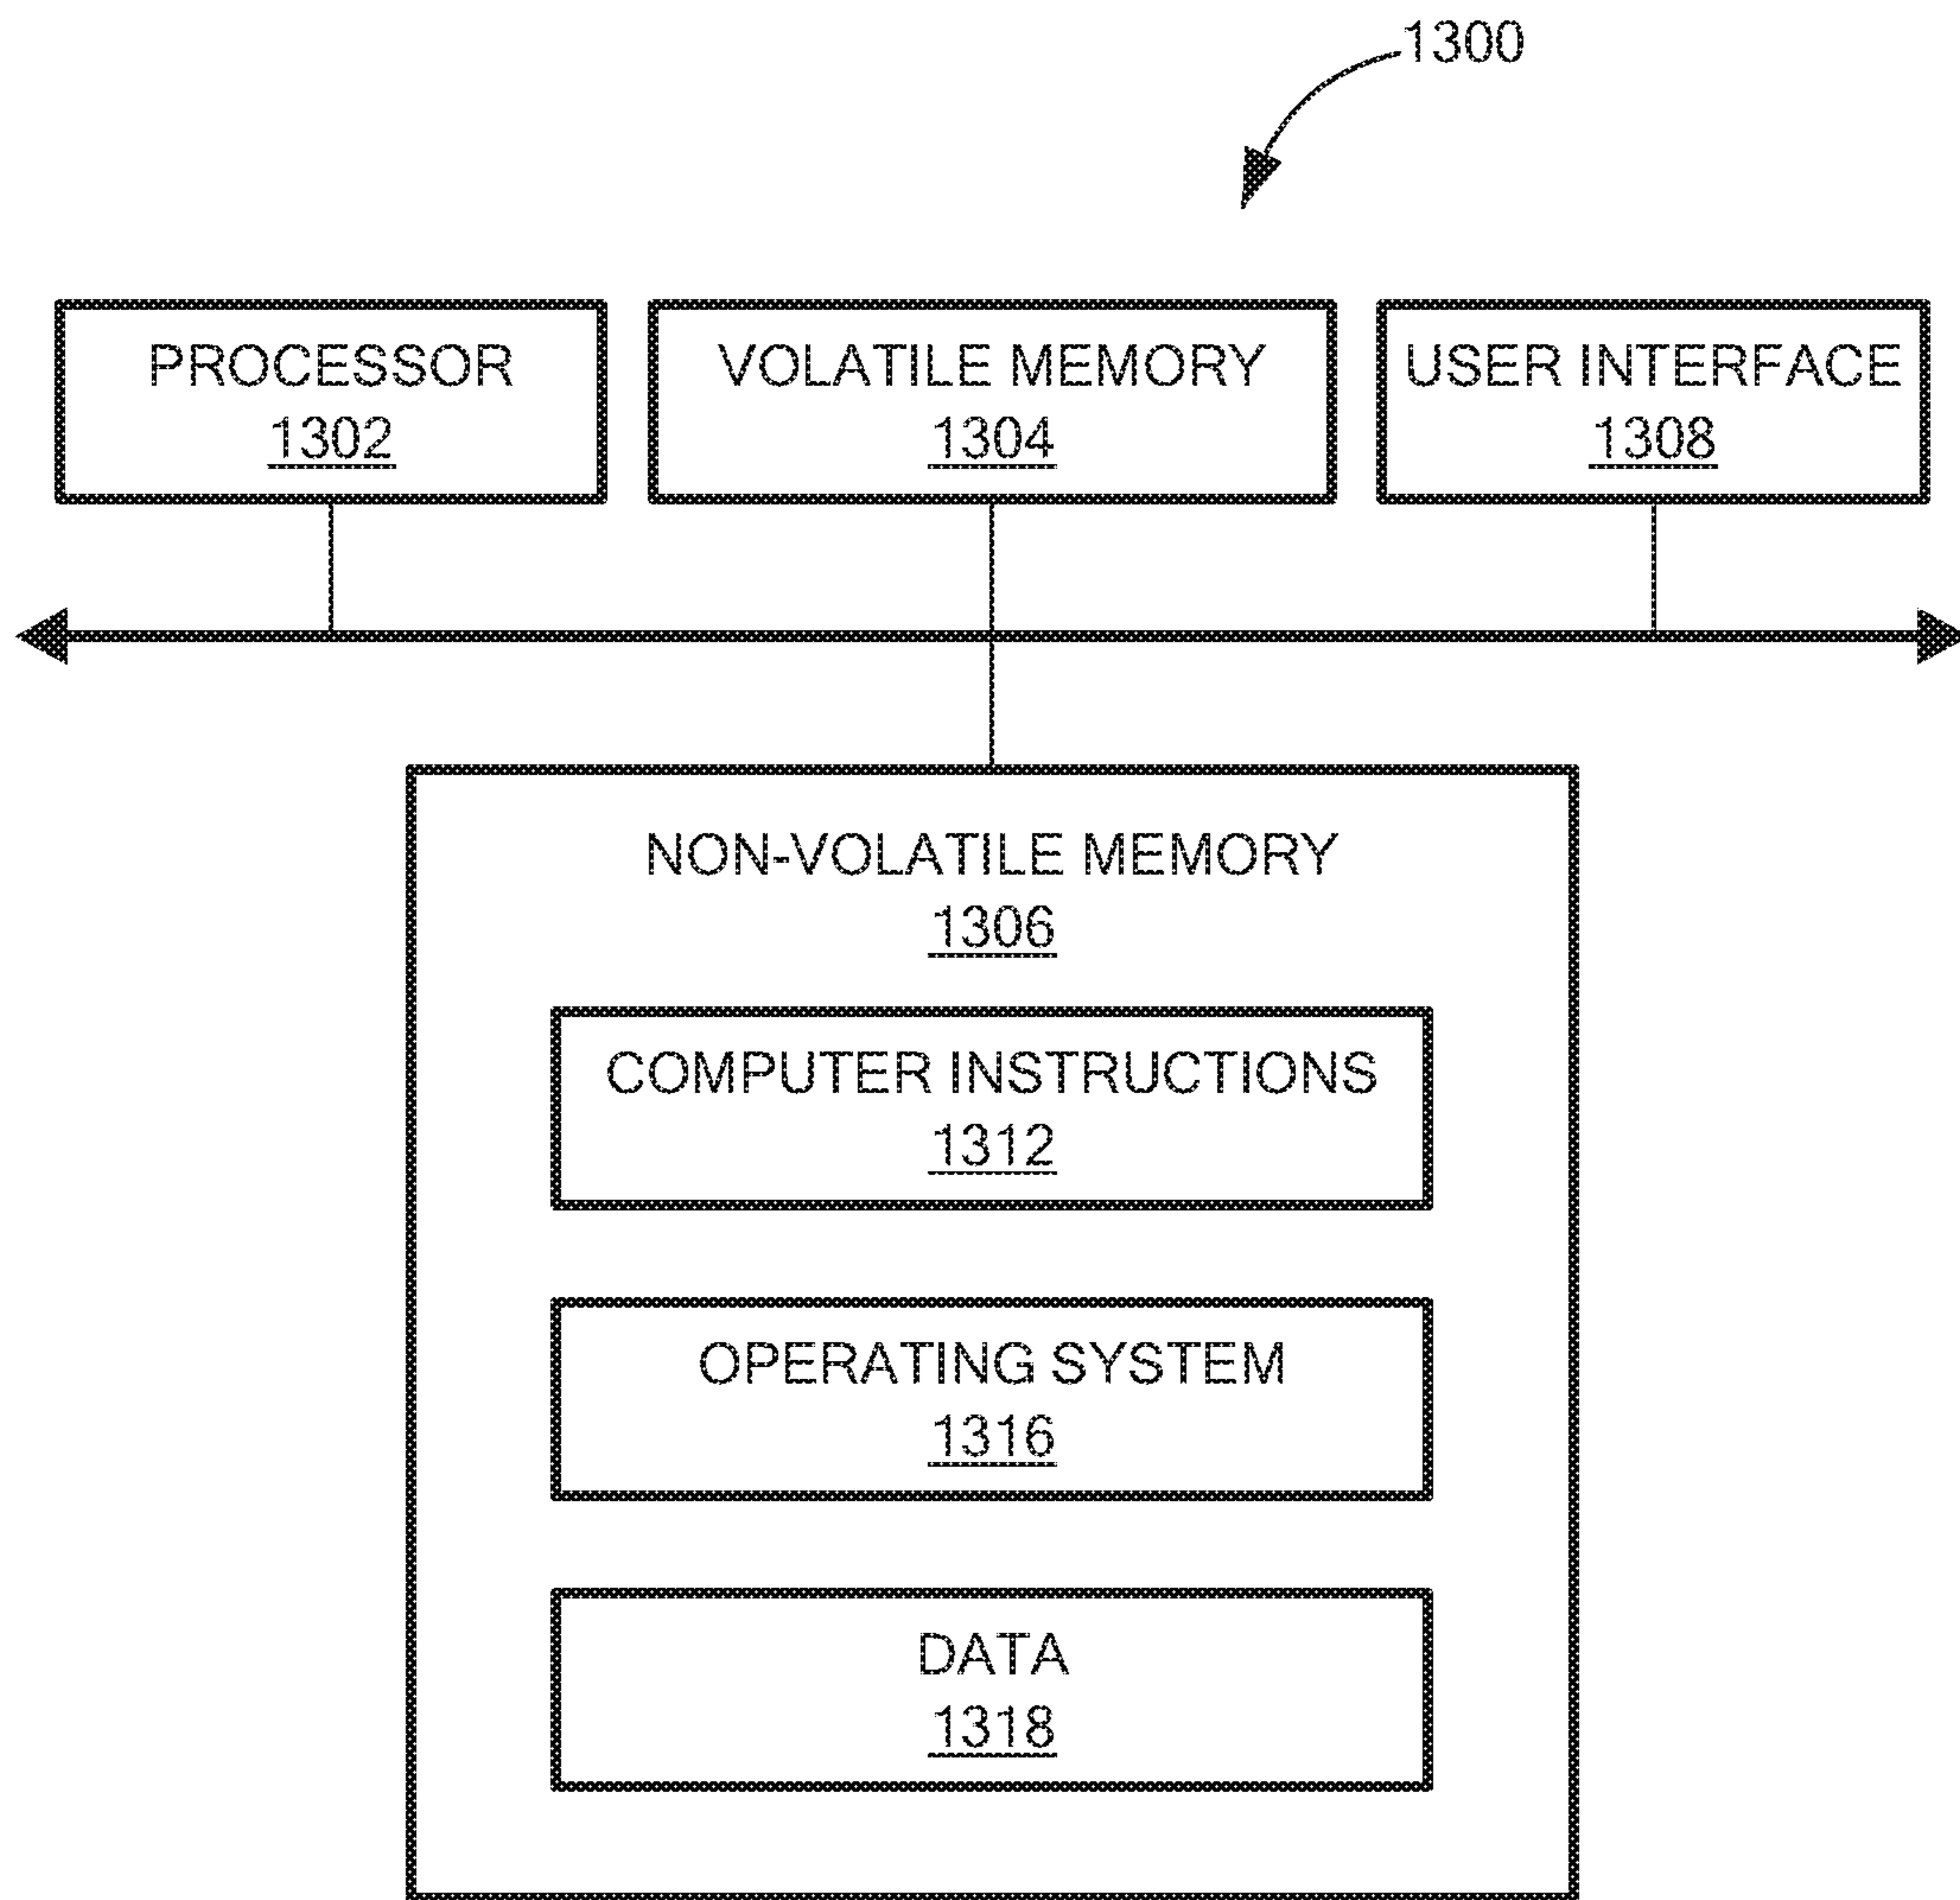 1300
PROCESSOR
1302
VOLATILE MEMORY
1304
USER INTERFACE
1308
NON-VOLATILE MEMORY
1306
COMPUTER INSTRUCTIONS
1312
OPERATING SYSTEM
1316
DATA
1318